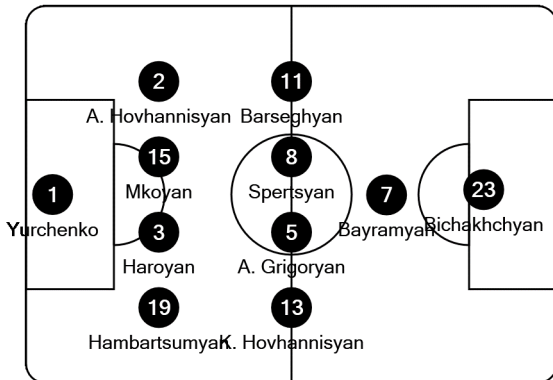 2
A. Hovhannisyan
11
Barseghyan
15
Mkoyan
8
Spertsyan
1
Yurchenko
7
Bayramyan
23
Bichakhchyan
3
Haroyan
5
A. Grigoryan
19
Hambartsumyan
13
K. Hovhannisyan